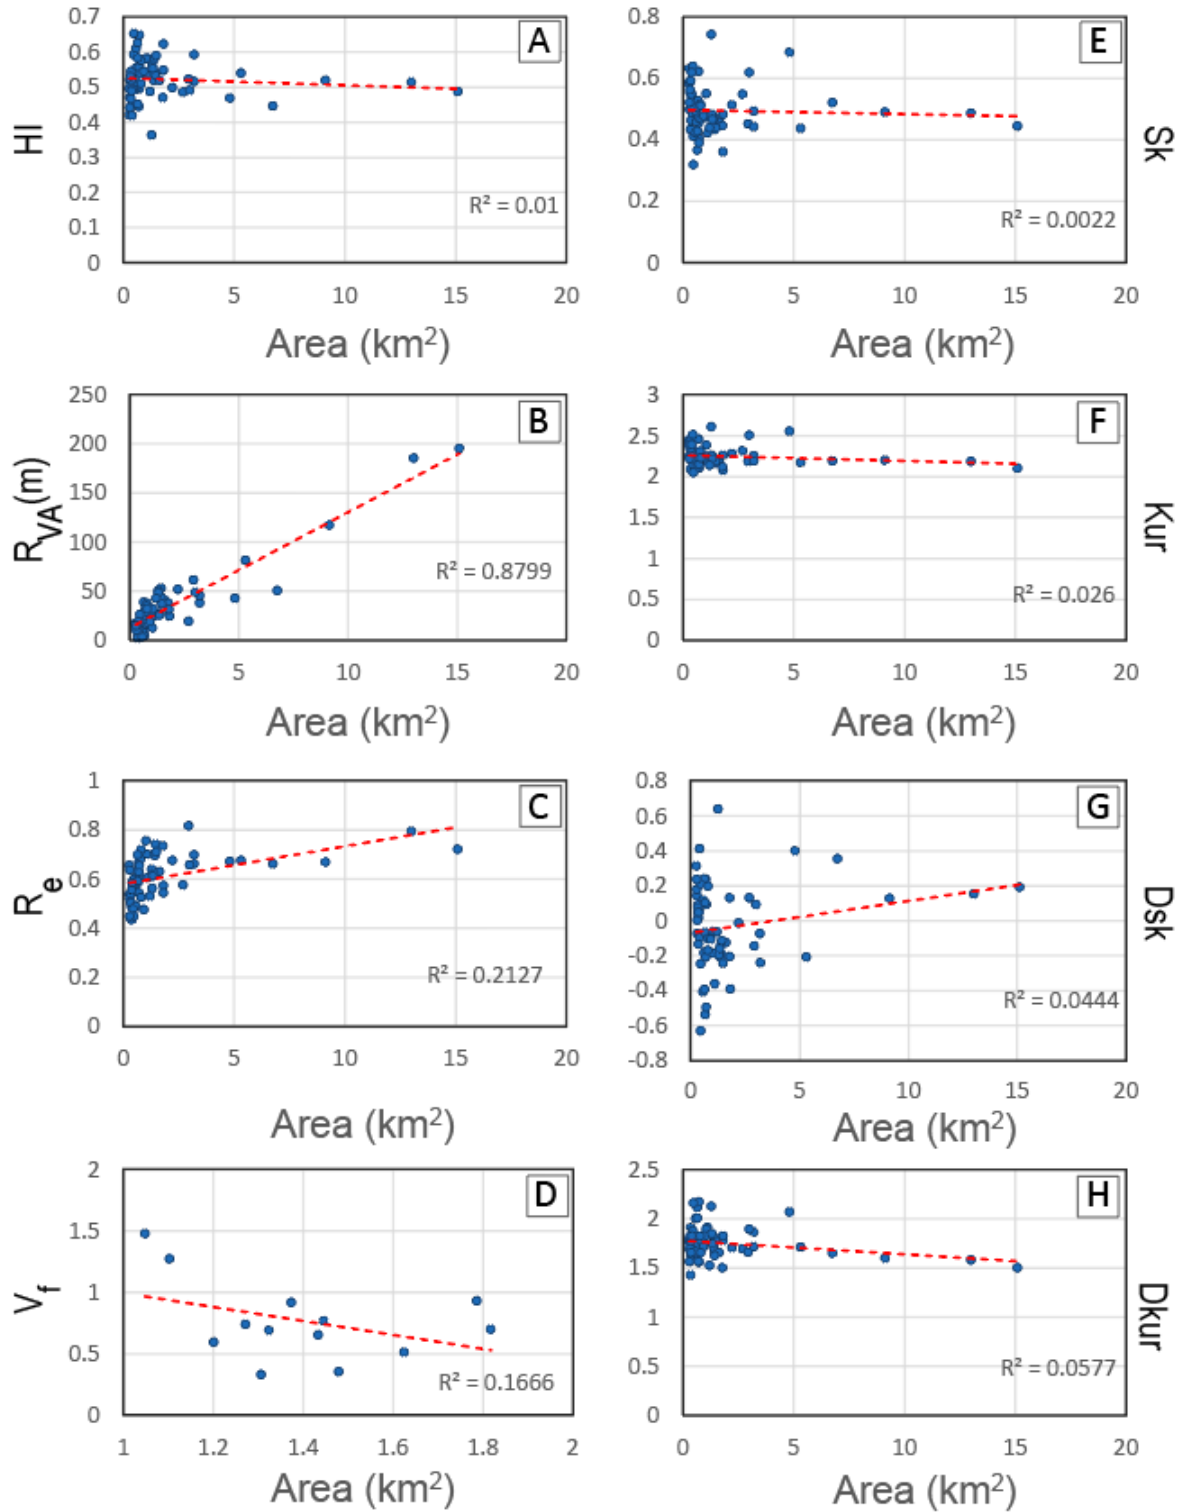 A
HI
0.7
0.6
0.5
0.4
0.3
0.2
0.1
0
R² = 0.01
0 5 10 15 20
Area (km²)
E
Sk
0.8
0.6
0.4
0.2
0
R² = 0.0022
0 5 10 15 20
Area (km²)
B
R_VA(m)
250
200
150
100
50
0
R² = 0.8799
0 5 10 15 20
Area (km²)
F
Kur
3
2.5
2
1.5
1
0.5
0
R² = 0.026
0 5 10 15 20
Area (km²)
C
R_e
1
0.8
0.6
0.4
0.2
0
R² = 0.2127
0 5 10 15 20
Area (km²)
G
Dsk
0.8
0.6
0.4
0.2
0
-0.2
-0.4
-0.6
-0.8
R² = 0.0444
0 5 10 15 20
Area (km²)
D
V_f
2
1.5
1
0.5
0
R² = 0.1666
1 1.2 1.4 1.6 1.8 2
Area (km²)
H
Dkur
2.5
2
1.5
1
0.5
0
R² = 0.0577
0 5 10 15 20
Area (km²)